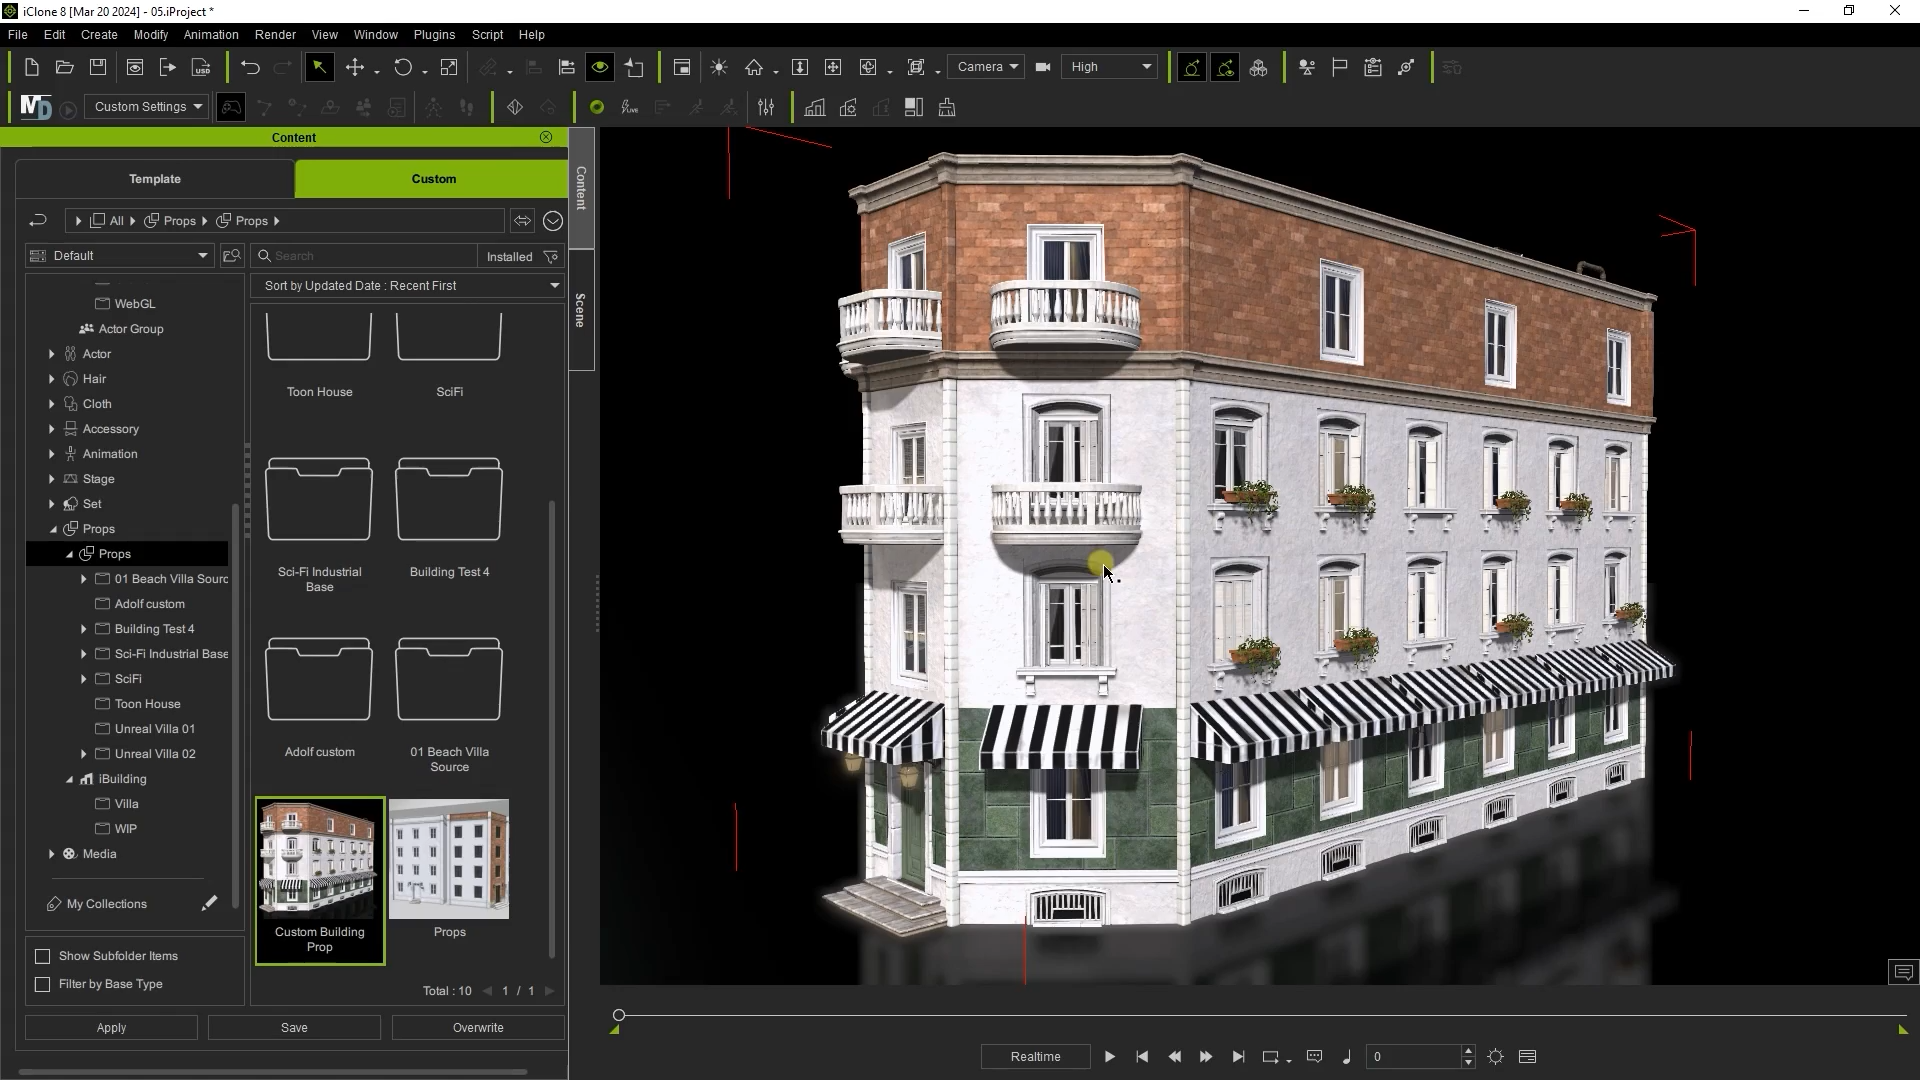 iClone 8 [Mar 20 2024] - 05.iProject *
File Edit Create Modify Animation Render View Window Plugins Script Help
USD Camera High
MD Custom Settings LIVE
Content
Template Custom
All Props Props
Default Search Installed
Sort by Updated Date : Recent First
WebGL
Actor Group
Actor
Hair
Cloth
Accessory
Animation
Stage
Set
Props
Props
01 Beach Villa Sourc
Adolf custom
Building Test 4
Sci-Fi Industrial Base
SciFi
Toon House
Unreal Villa 01
Unreal Villa 02
iBuilding
Villa
WIP
Media
My Collections
Show Subfolder Items
Filter by Base Type
Toon House SciFi
Sci-Fi Industrial
Base
Building Test 4
Adolf custom
01 Beach Villa
Source
Custom Building
Prop
Props
Total : 10 1 / 1
Apply Save Overwrite
Content
Scene
Realtime 0